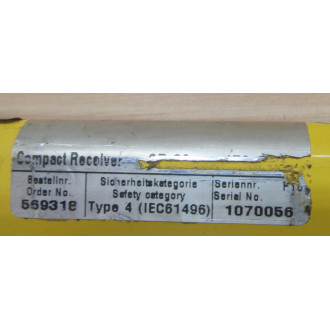 Compact Receiver
Bestellnr. Sicherheitskategorie Seriennr.
Order No. Safety category Serial No.
569318 Type 4 (IEC61496) 1070056